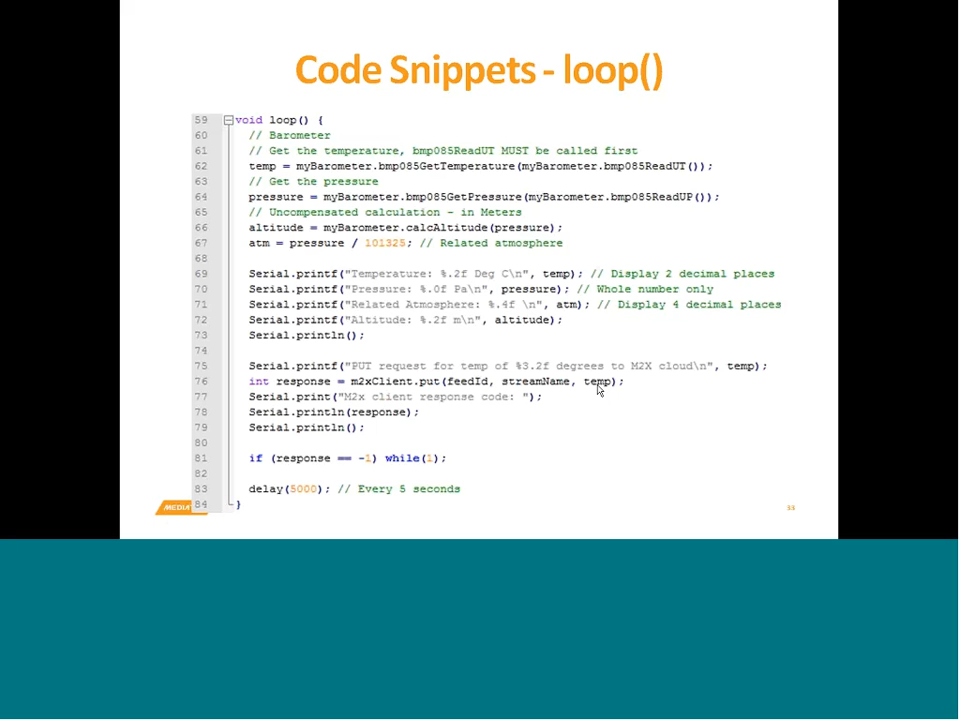 Code Snippets - loop()
59 void loop() {
60 // Barometer
61 // Get the temperature, bmp085ReadUT MUST be called first
62 temp = myBarometer.bmp085GetTemperature(myBarometer.bmp085ReadUT());
63 // Get the pressure
64 pressure = myBarometer.bmp085GetPressure(myBarometer.bmp085ReadUP());
65 // Uncompensated calculation - in Meters
66 altitude = myBarometer.calcAltitude(pressure);
67 atm = pressure / 101325; // Related atmosphere
68
69 Serial.printf("Temperature: %.2f Deg C\n", temp); // Display 2 decimal places
70 Serial.printf("Pressure: %.0f Pa\n", pressure); // Whole number only
71 Serial.printf("Related Atmosphere: %.4f \n", atm); // Display 4 decimal places
72 Serial.printf("Altitude: %.2f m\n", altitude);
73 Serial.println();
74
75 Serial.printf("PUT request for temp of %3.2f degrees to M2X cloud\n", temp);
76 int response = m2xClient.put(feedId, streamName, temp);
77 Serial.print("M2x client response code: ");
78 Serial.println(response);
79 Serial.println();
80
81 if (response == -1) while(1);
82
83 delay(5000); // Every 5 seconds
84 }